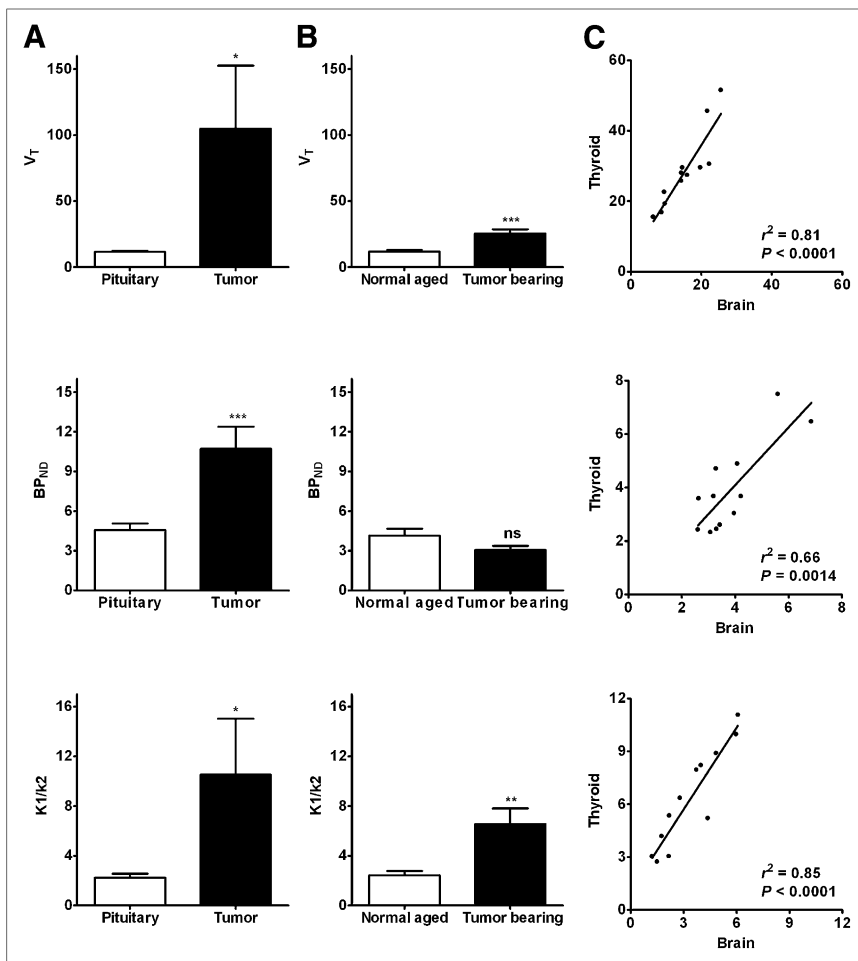 A
B
C
150
100
50
0
V_T
*
Pituitary
Tumor
150
100
50
0
V_T
***
Normal aged
Tumor bearing
60
40
20
0
Thyroid
r² = 0.81
P < 0.0001
0
20
40
60
Brain
15
12
9
6
3
0
BP_ND
***
Pituitary
Tumor
15
12
9
6
3
0
BP_ND
ns
Normal aged
Tumor bearing
8
6
4
2
0
Thyroid
r² = 0.66
P = 0.0014
0
2
4
6
8
Brain
16
12
8
4
0
K1/k2
*
Pituitary
Tumor
16
12
8
4
0
K1/k2
**
Normal aged
Tumor bearing
12
9
6
3
0
Thyroid
r² = 0.85
P < 0.0001
0
3
6
9
12
Brain